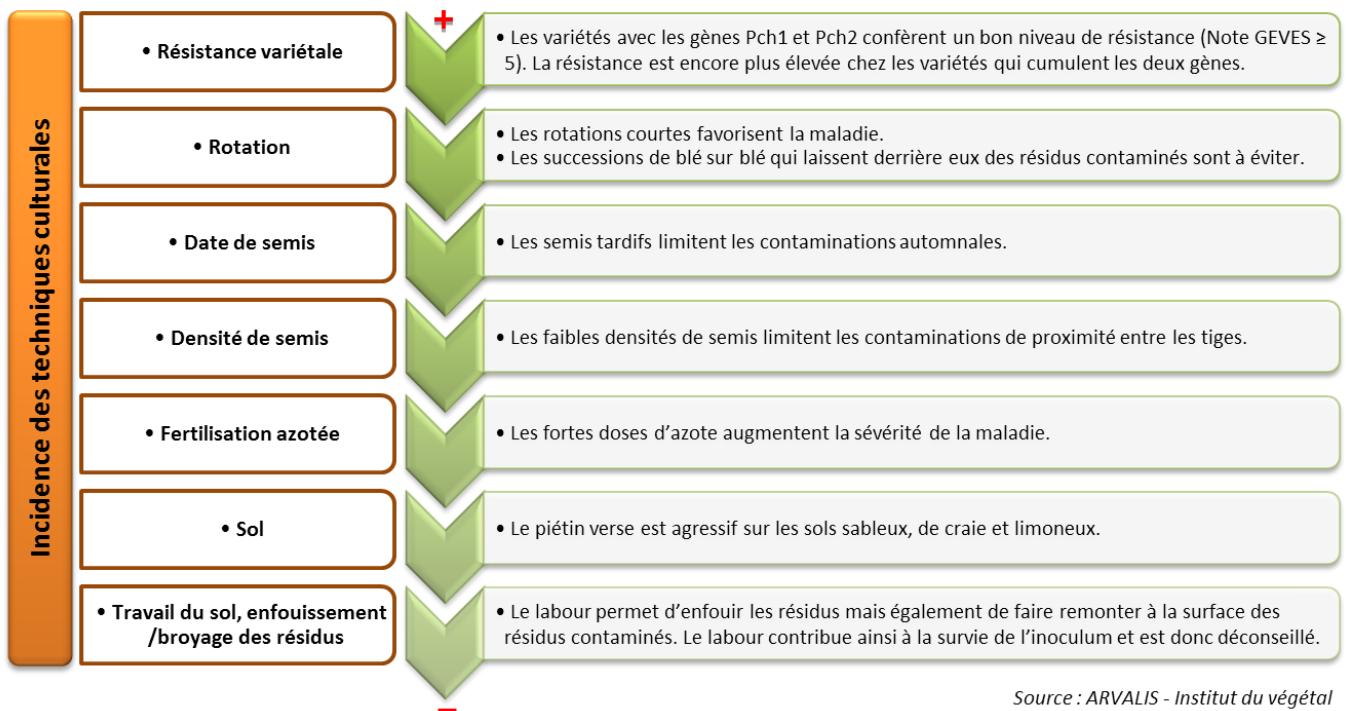 Incidence des techniques culturales
+
• Résistance variétale
• Les variétés avec les gènes Pch1 et Pch2 confèrent un bon niveau de résistance (Note GEVES ≥
5). La résistance est encore plus élevée chez les variétés qui cumulent les deux gènes.
• Rotation
• Les rotations courtes favorisent la maladie.
• Les successions de blé sur blé qui laissent derrière eux des résidus contaminés sont à éviter.
• Date de semis
• Les semis tardifs limitent les contaminations automnales.
• Densité de semis
• Les faibles densités de semis limitent les contaminations de proximité entre les tiges.
• Fertilisation azotée
• Les fortes doses d’azote augmentent la sévérité de la maladie.
• Sol
• Le piétin verse est agressif sur les sols sableux, de craie et limoneux.
• Travail du sol, enfouissement
/broyage des résidus
• Le labour permet d’enfouir les résidus mais également de faire remonter à la surface des
résidus contaminés. Le labour contribue ainsi à la survie de l’inoculum et est donc déconseillé.
–
Source : ARVALIS - Institut du végétal